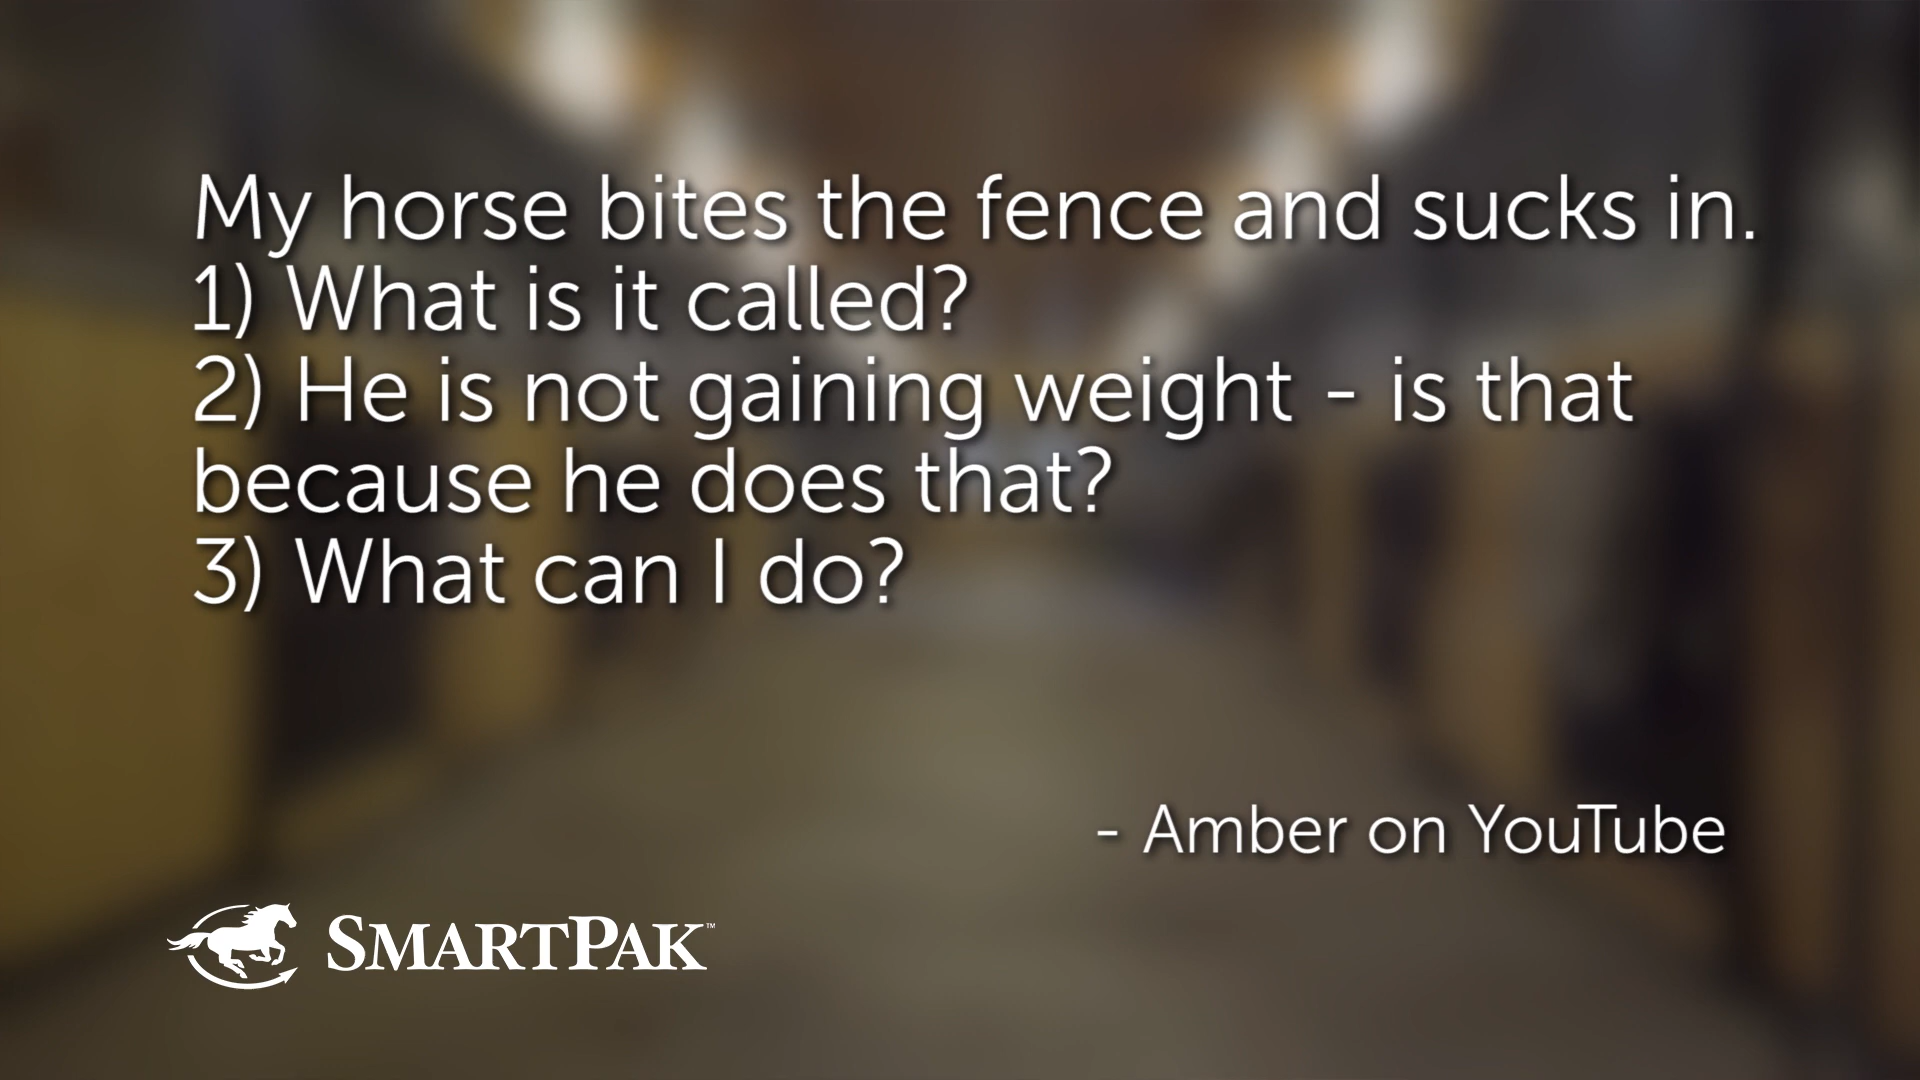 My horse bites the fence and sucks in.
1) What is it called?
2) He is not gaining weight - is that
because he does that?
3) What can I do?
- Amber on YouTube
SMARTPAK™